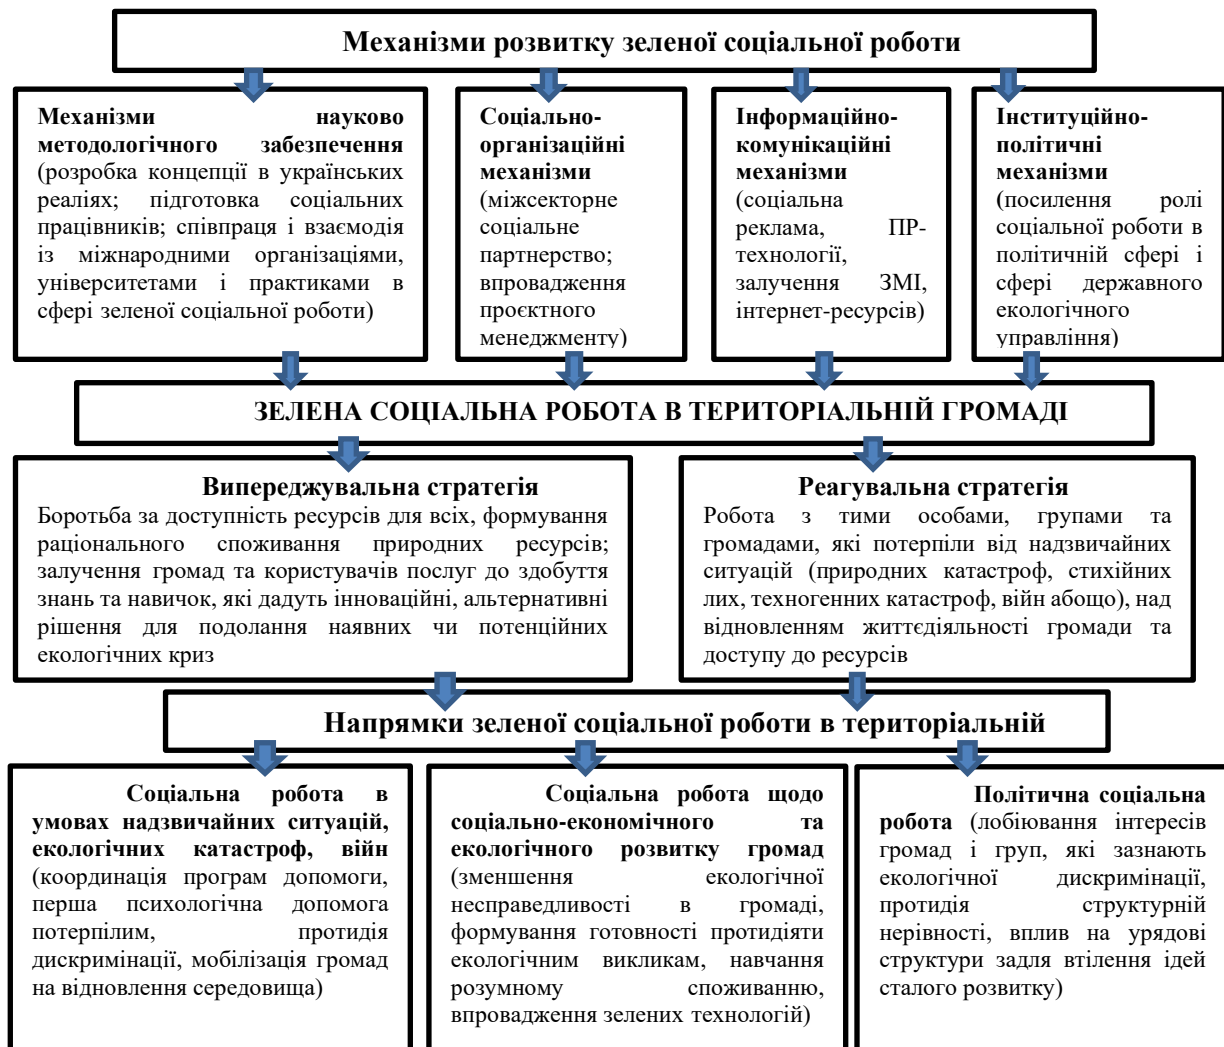 Механізми розвитку зеленої соціальної роботи
Механізми науково
методологічного забезпечення
(розробка концепції в українських
реаліях; підготовка соціальних
працівників; співпраця і взаємодія
із міжнародними організаціями,
університетами і практиками в
сфері зеленої соціальної роботи)
Соціально-
організаційні
механізми
(міжсекторне
соціальне
партнерство;
впровадження
проєктного
менеджменту)
Інформаційно-
комунікаційні
механізми
(соціальна
реклама, ПР-
технології,
залучення ЗМІ,
інтернет-ресурсів)
Інституційно-
політичні
механізми
(посилення ролі
соціальної роботи в
політичній сфері і
сфері державного
екологічного
управління)
ЗЕЛЕНА СОЦІАЛЬНА РОБОТА В ТЕРИТОРІАЛЬНІЙ ГРОМАДІ
Випереджувальна стратегія
Боротьба за доступність ресурсів для всіх, формування
раціонального споживання природних ресурсів;
залучення громад та користувачів послуг до здобуття
знань та навичок, які дадуть інноваційні, альтернативні
рішення для подолання наявних чи потенційних
екологічних криз
Реагувальна стратегія
Робота з тими особами, групами та
громадами, які потерпіли від надзвичайних
ситуацій (природних катастроф, стихійних
лих, техногенних катастроф, війн абощо), над
відновленням життєдіяльності громади та
доступу до ресурсів
Напрямки зеленої соціальної роботи в територіальній
Соціальна робота в
умовах надзвичайних ситуацій,
екологічних катастроф, війн
(координація програм допомоги,
перша психологічна допомога
потерпілим, протидія
дискримінації, мобілізація громад
на відновлення середовища)
Соціальна робота щодо
соціально-економічного та
екологічного розвитку громад
(зменшення екологічної
несправедливості в громаді,
формування готовності протидіяти
екологічним викликам, навчання
розумному споживанню,
впровадження зелених технологій)
Політична соціальна
робота (лобіювання інтересів
громад і груп, які зазнають
екологічної дискримінації,
протидія структурній
нерівності, вплив на урядові
структури задля втілення ідей
сталого розвитку)